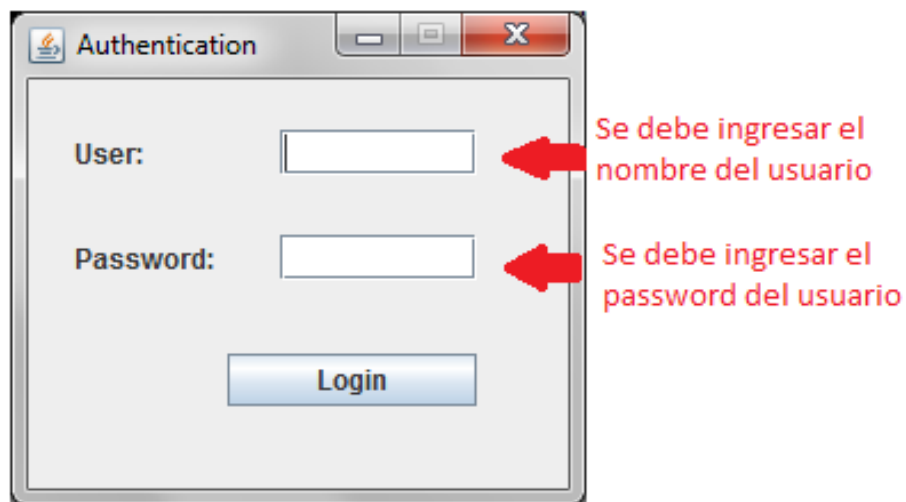 Authentication
User:
Se debe ingresar el
nombre del usuario
Password:
Se debe ingresar el
password del usuario
Login